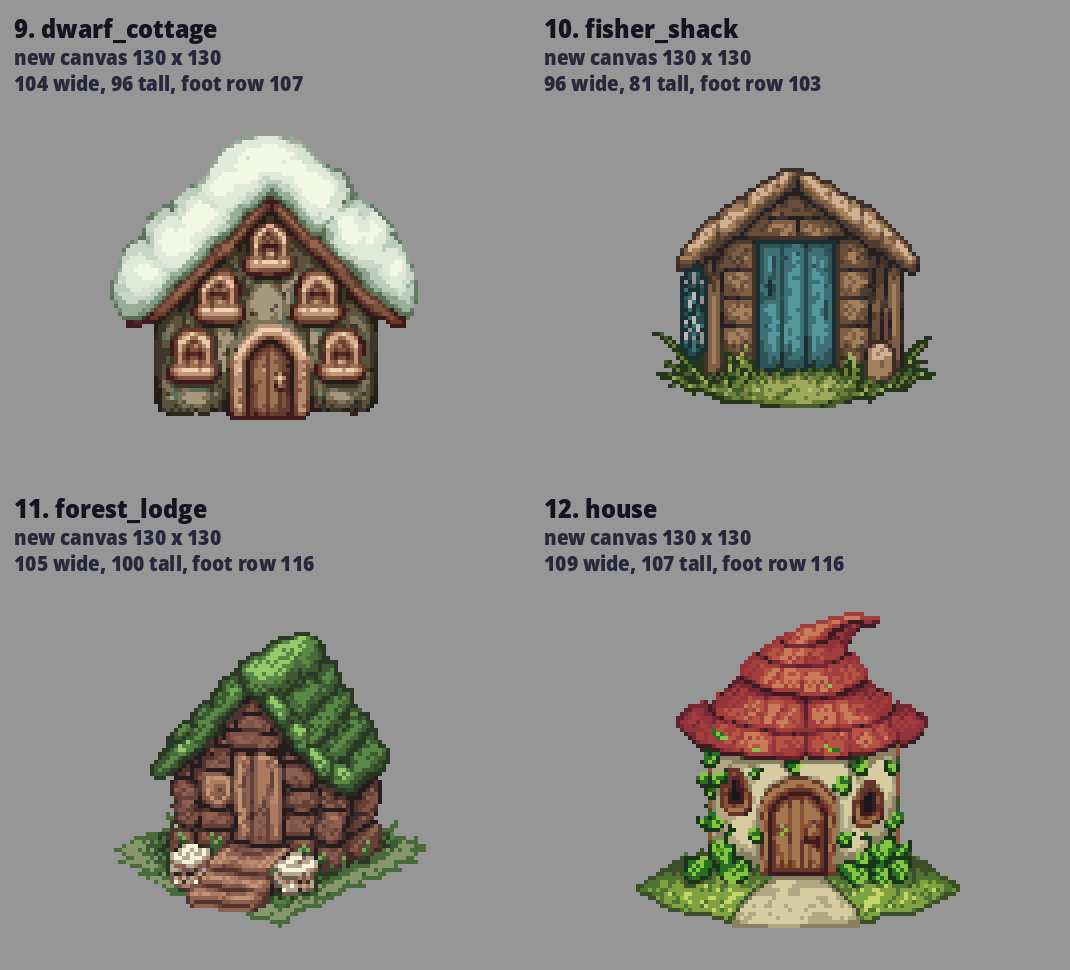 9. dwarf_cottage
new canvas 130 x 130
104 wide, 96 tall, foot row 107
10. fisher_shack
new canvas 130 x 130
96 wide, 81 tall, foot row 103
11. forest_lodge
new canvas 130 x 130
105 wide, 100 tall, foot row 116
12. house
new canvas 130 x 130
109 wide, 107 tall, foot row 116